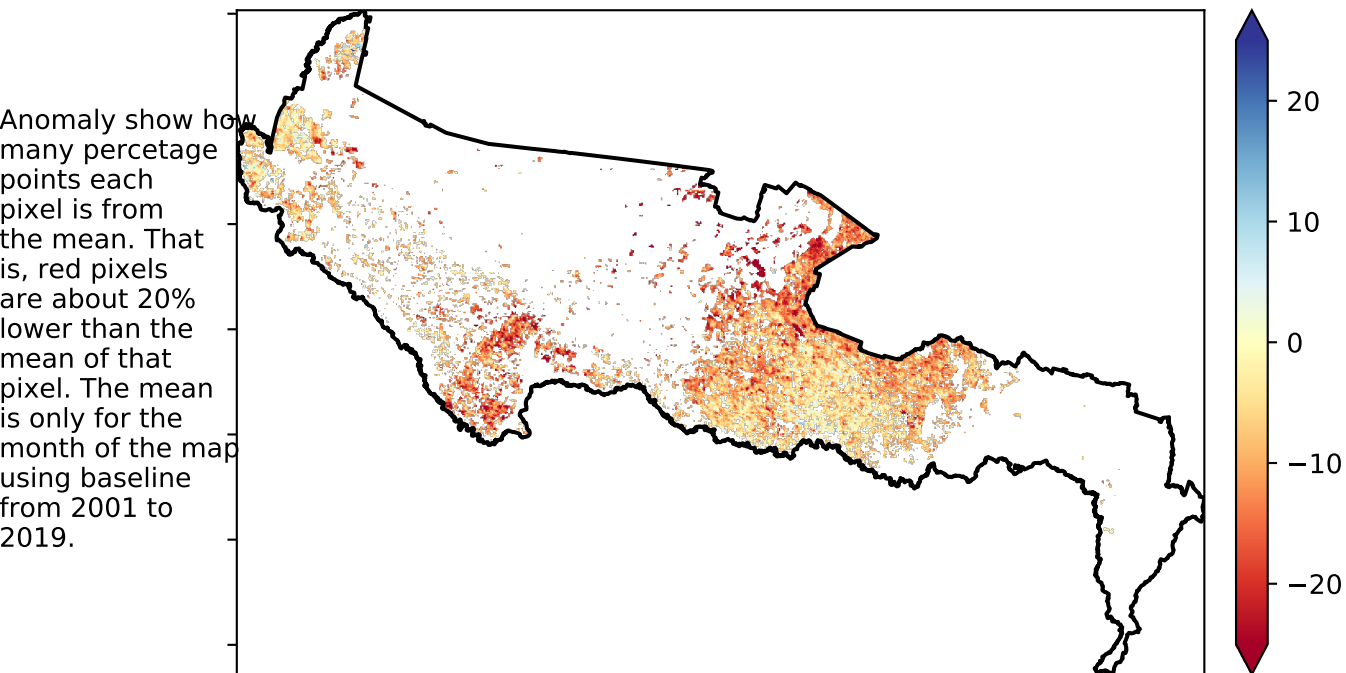 Anomaly show how
many percetage
points each
pixel is from
the mean. That
is, red pixels
are about 20%
lower than the
mean of that
pixel. The mean
is only for the
month of the map
using baseline
from 2001 to
2019.
20
10
0
−10
−20